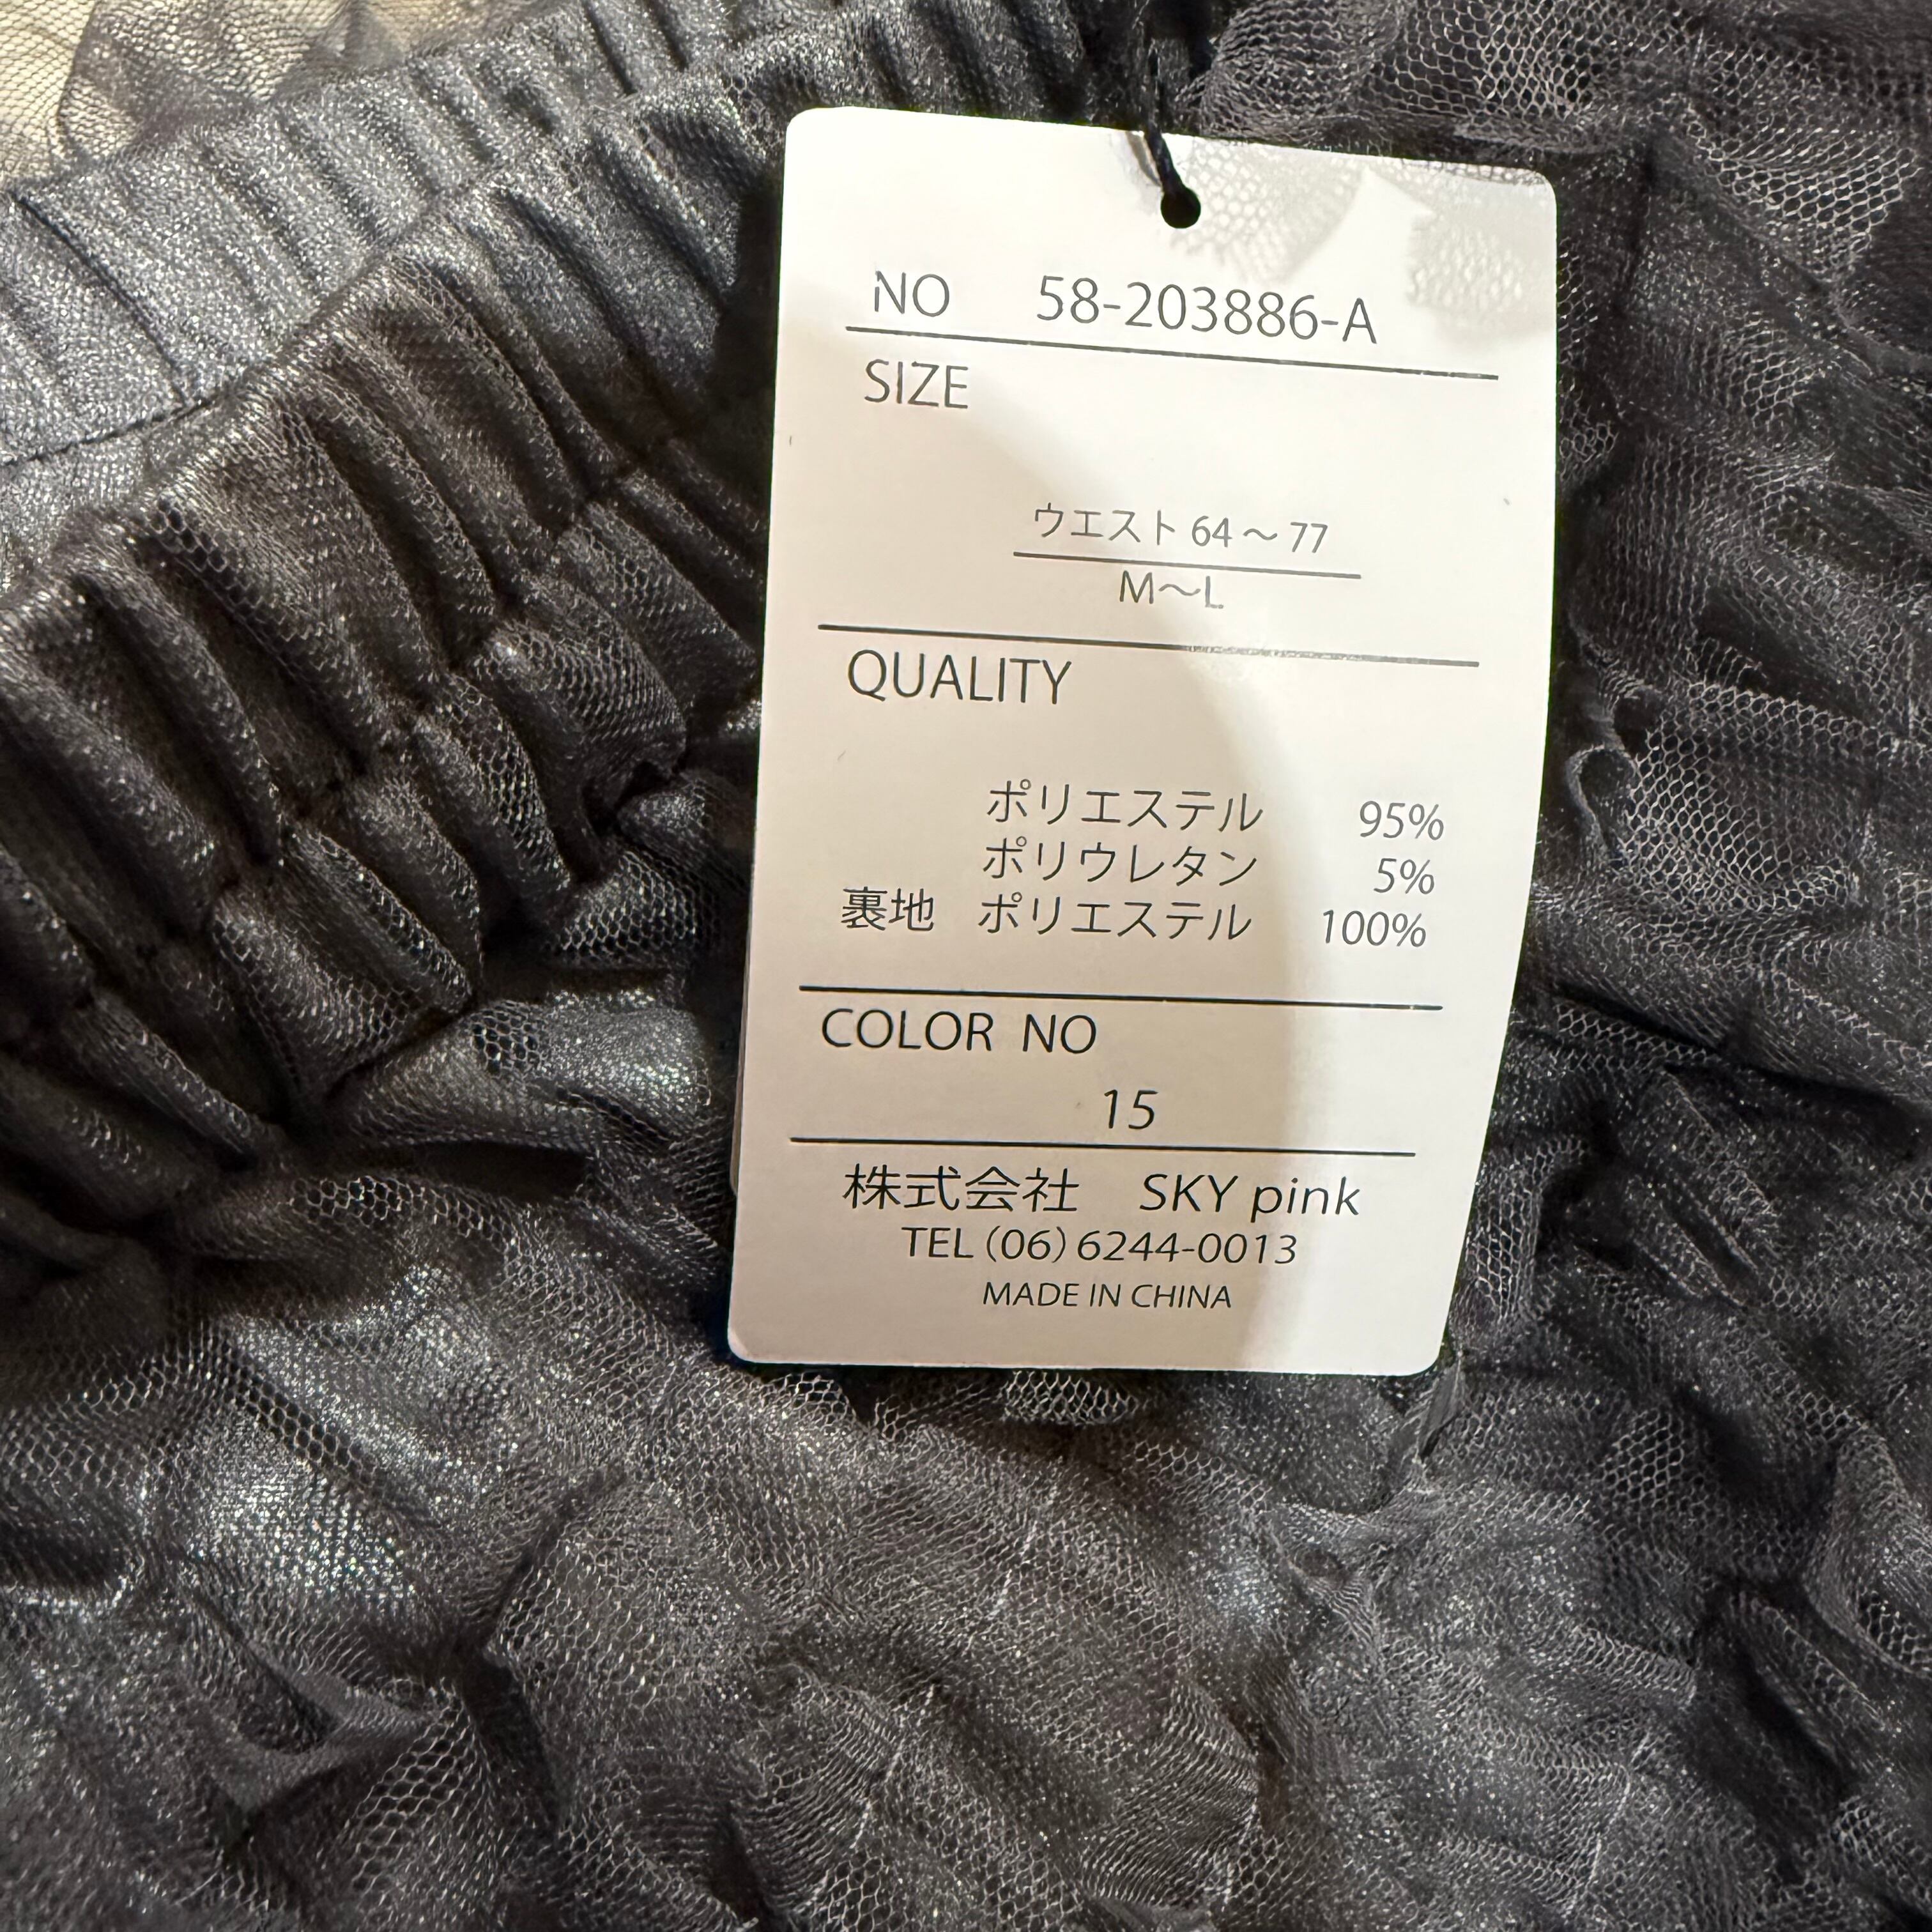 NO 58-203886-A
SIZE
ウエスト 64～77
M～L
QUALITY
ポリエステル 95%
ポリウレタン 5%
裏地 ポリエステル 100%
COLOR NO
15
株式会社 SKY pink
TEL (06) 6244-0013
MADE IN CHINA